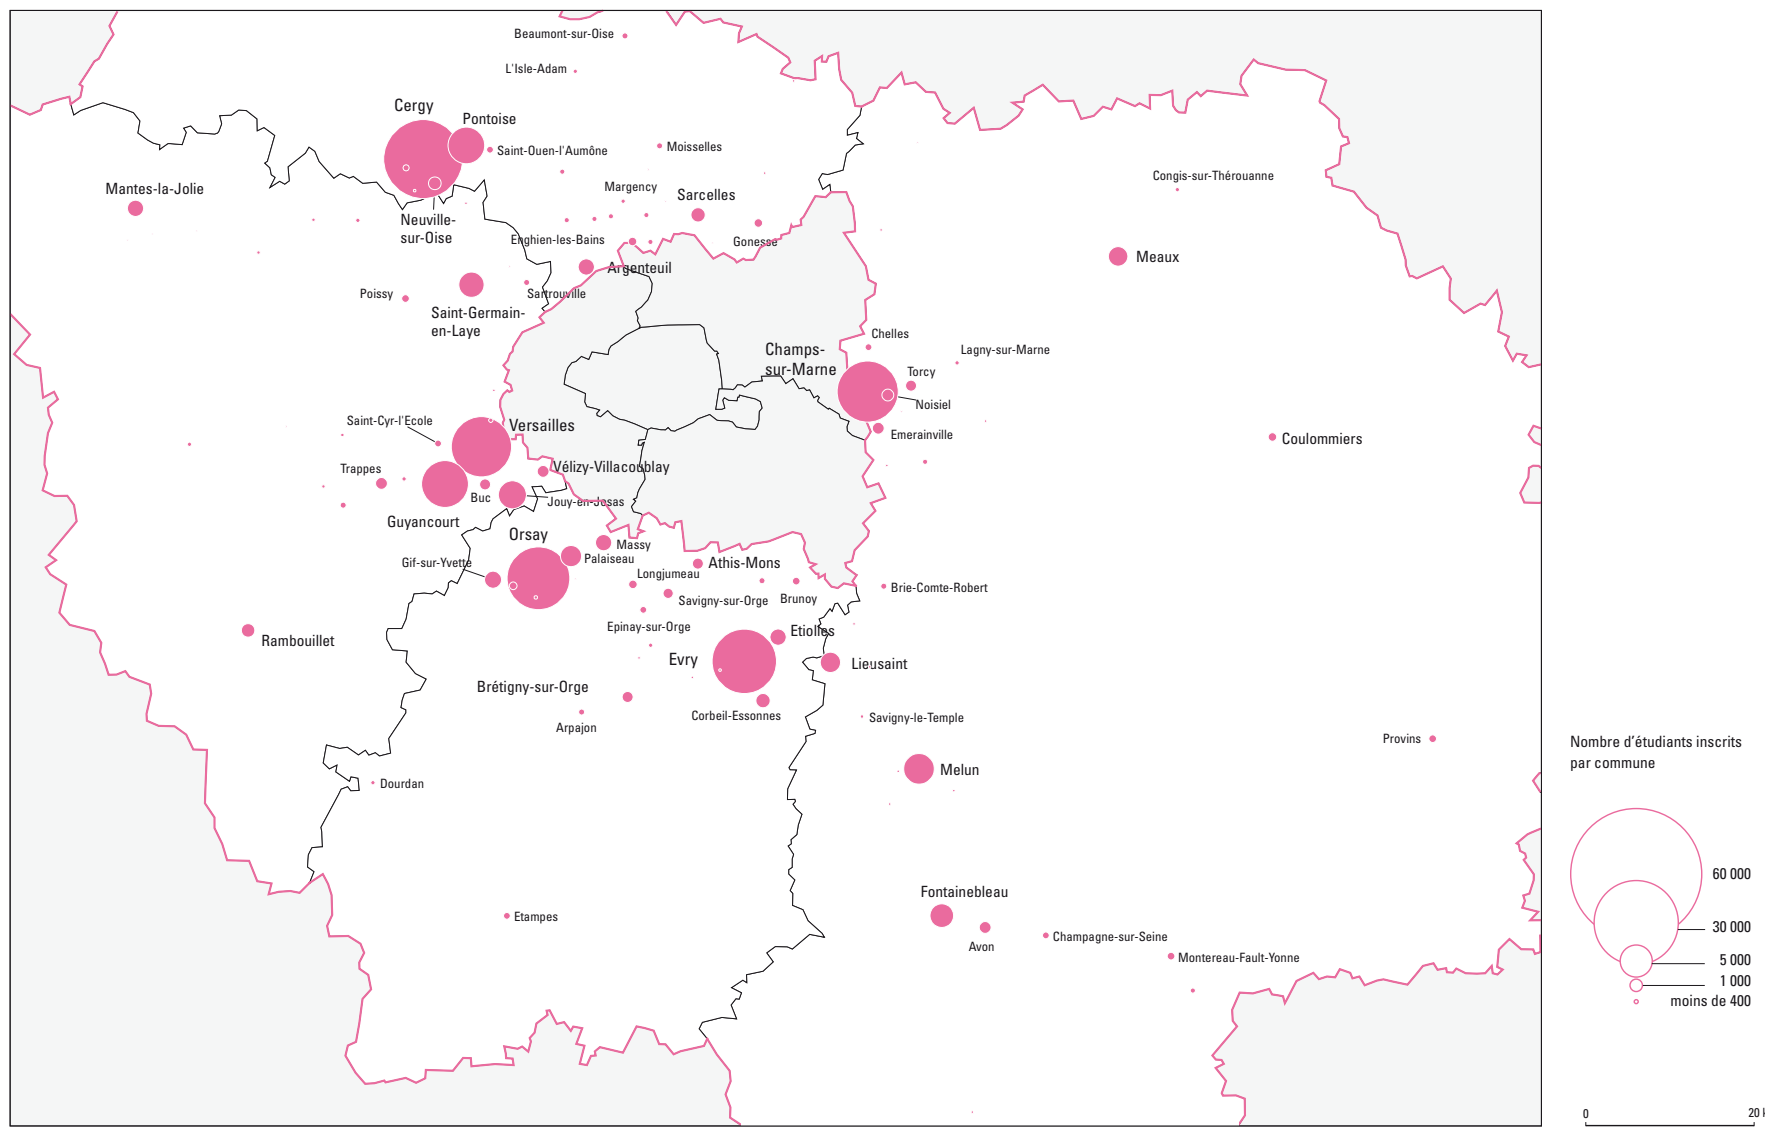 Beaumont-sur-Oise
L'Isle-Adam
Cergy
Pontoise
Saint-Ouen-l'Aumône
Moisselles
Mantes-la-Jolie
Margency
Sarcelles
Congis-sur-Thérouanne
Neuville-
sur-Oise
Enghien-les-Bains
Gonesse
Meaux
Argenteuil
Poissy
Sartrouville
Saint-Germain-
en-Laye
Chelles
Champs-
sur-Marne
Lagny-sur-Marne
Torcy
Noisiel
Saint-Cyr-l'Ecole
Versailles
Emerainville
Coulommiers
Trappes
Vélizy-Villacoublay
Buc
Jouy-en-Josas
Guyancourt
Orsay
Massy
Gif-sur-Yvette
Palaiseau
Athis-Mons
Longjumeau
Brie-Comte-Robert
Savigny-sur-Orge
Brunoy
Epinay-sur-Orge
Etiolles
Rambouillet
Evry
Lieusaint
Brétigny-sur-Orge
Corbeil-Essonnes
Savigny-le-Temple
Arpajon
Provins
Melun
Dourdan
Fontainebleau
Etampes
Avon
Champagne-sur-Seine
Montereau-Fault-Yonne
Nombre d'étudiants inscrits
par commune
60 000
30 000
5 000
1 000
moins de 400
0
20 k